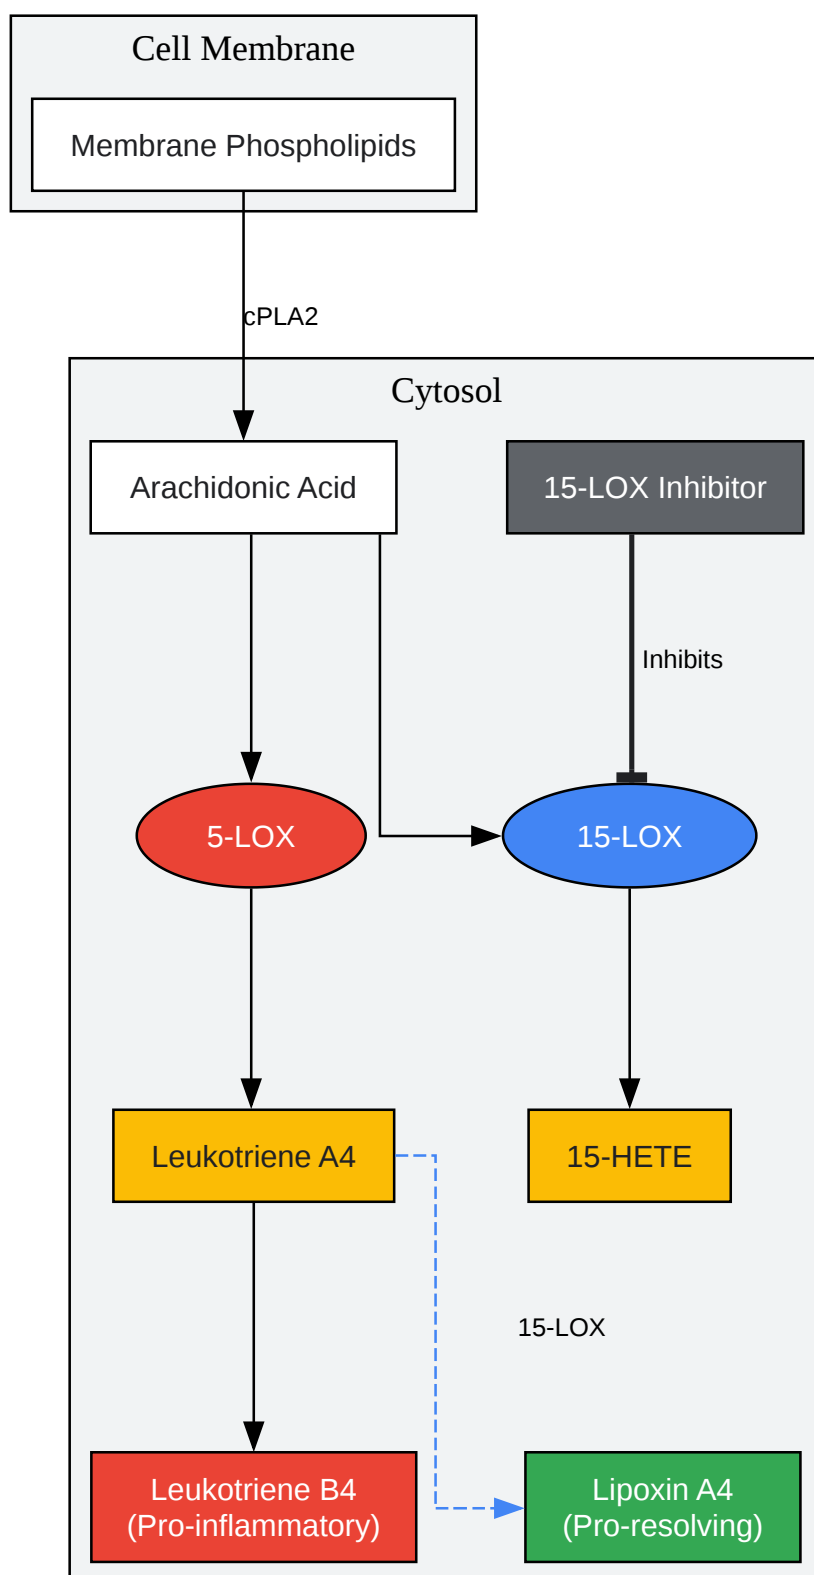 Cell Membrane
Membrane Phospholipids
cPLA2
Cytosol
Arachidonic Acid
15-LOX Inhibitor
Inhibits
5-LOX
15-LOX
Leukotriene A4
15-HETE
15-LOX
Leukotriene B4
(Pro-inflammatory)
Lipoxin A4
(Pro-resolving)